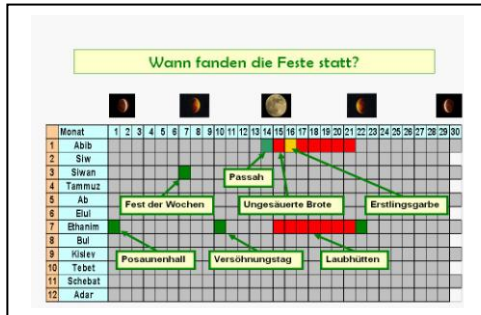 Wann fanden die Feste statt?
Monat 1 2 3 4 5 6 7 8 9 10 11 12 13 14 15 16 17 18 19 20 21 22 23 24 25 26 27 28 29 30
1 Abib
2 Siw
3 Siwan
4 Tammuz
5 Ab
6 Elul
7 Ethanim
8 Bul
9 Kislev
10 Tebet
11 Schebat
12 Adar
Passah
Fest der Wochen
Ungesäuerte Brote
Erstlingsgarbe
Posaunenhall
Versöhnungstag
Laubhütten